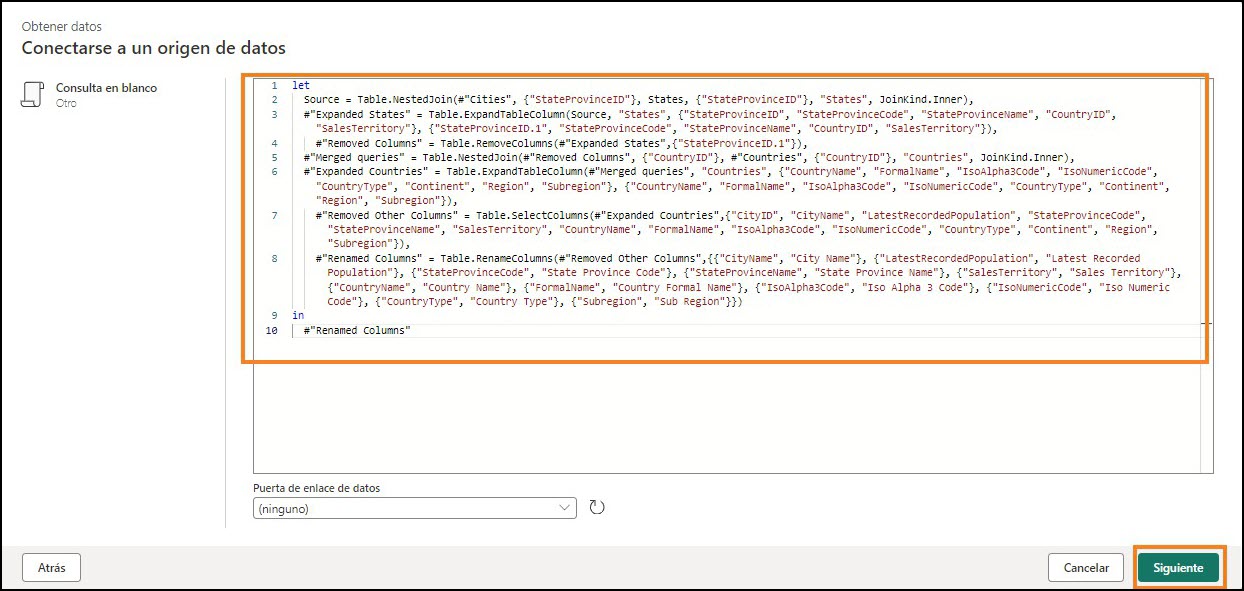 Obtener datos
Conectarse a un origen de datos
Consulta en blanco
Otro
1 let
2 Source = Table.NestedJoin(#"Cities", {"StateProvinceID"}, States, {"StateProvinceID"}, "States", JoinKind.Inner),
3 #"Expanded States" = Table.ExpandTableColumn(Source, "States", {"StateProvinceID", "StateProvinceCode", "StateProvinceName", "CountryID",
"SalesTerritory"}, {"StateProvinceID.1", "StateProvinceCode", "StateProvinceName", "CountryID", "SalesTerritory"}),
4 #"Removed Columns" = Table.RemoveColumns(#"Expanded States",{"StateProvinceID.1"}),
5 #"Merged queries" = Table.NestedJoin(#"Removed Columns", {"CountryID"}, #"Countries", {"CountryID"}, "Countries", JoinKind.Inner),
6 #"Expanded Countries" = Table.ExpandTableColumn(#"Merged queries", "Countries", {"CountryName", "FormalName", "IsoAlpha3Code", "IsoNumericCode",
"CountryType", "Continent", "Region", "Subregion"}, {"CountryName", "FormalName", "IsoAlpha3Code", "IsoNumericCode", "CountryType", "Continent",
"Region", "Subregion"}),
7 #"Removed Other Columns" = Table.SelectColumns(#"Expanded Countries",{"CityID", "CityName", "LatestRecordedPopulation", "StateProvinceCode",
"StateProvinceName", "SalesTerritory", "CountryName", "FormalName", "IsoAlpha3Code", "IsoNumericCode", "CountryType", "Continent", "Region",
"Subregion"}),
8 #"Renamed Columns" = Table.RenameColumns(#"Removed Other Columns",{{"CityName", "City Name"}, {"LatestRecordedPopulation", "Latest Recorded
Population"}, {"StateProvinceCode", "State Province Code"}, {"StateProvinceName", "State Province Name"}, {"SalesTerritory", "Sales Territory"},
{"CountryName", "Country Name"}, {"FormalName", "Country Formal Name"}, {"IsoAlpha3Code", "Iso Alpha 3 Code"}, {"IsoNumericCode", "Iso Numeric
Code"}, {"CountryType", "Country Type"}, {"Subregion", "Sub Region"}})
9 in
10 #"Renamed Columns"
Puerta de enlace de datos
(ninguno)
Atrás
Cancelar
Siguiente